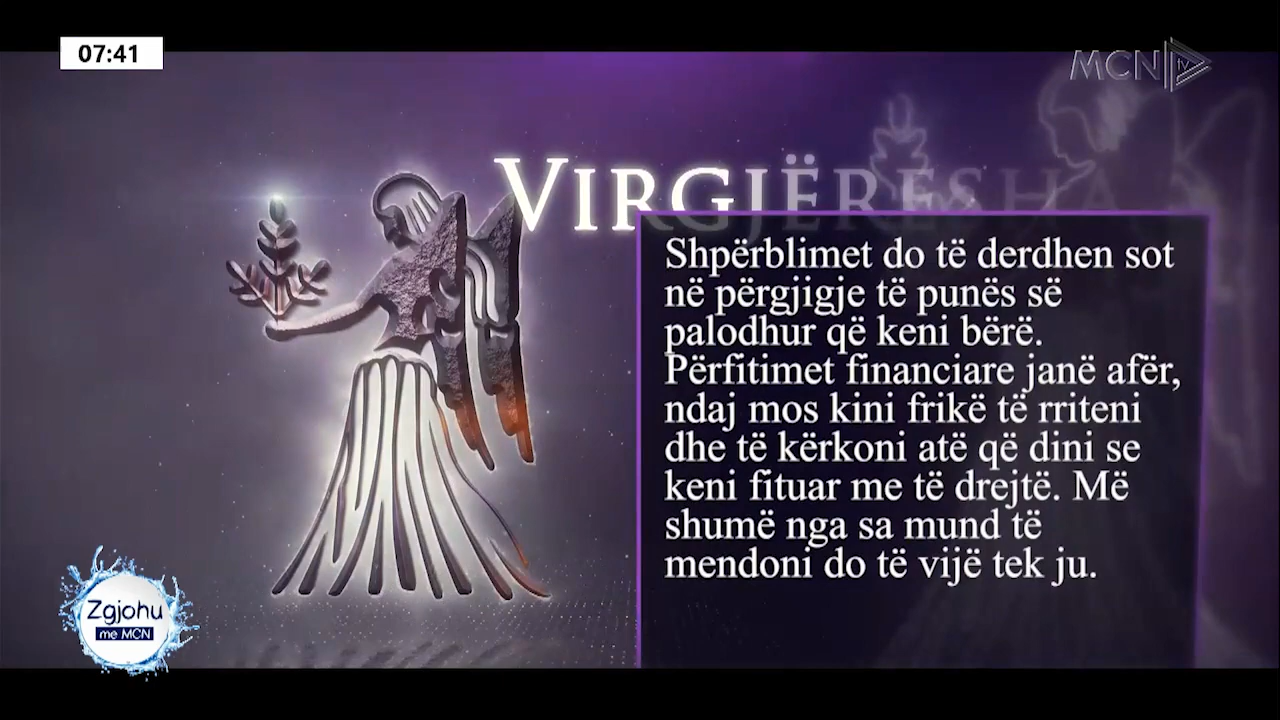 07:41
MCN tv
VIRGJËRESHA
Shpërblimet do të derdhen sot
në përgjigje të punës së
palodhur që keni bërë.
Përfitimet financiare janë afër,
ndaj mos kini frikë të rriteni
dhe të kërkoni atë që dini se
keni fituar me të drejtë. Më
shumë nga sa mund të
mendoni do të vijë tek ju.
Zgjohu
me MCN